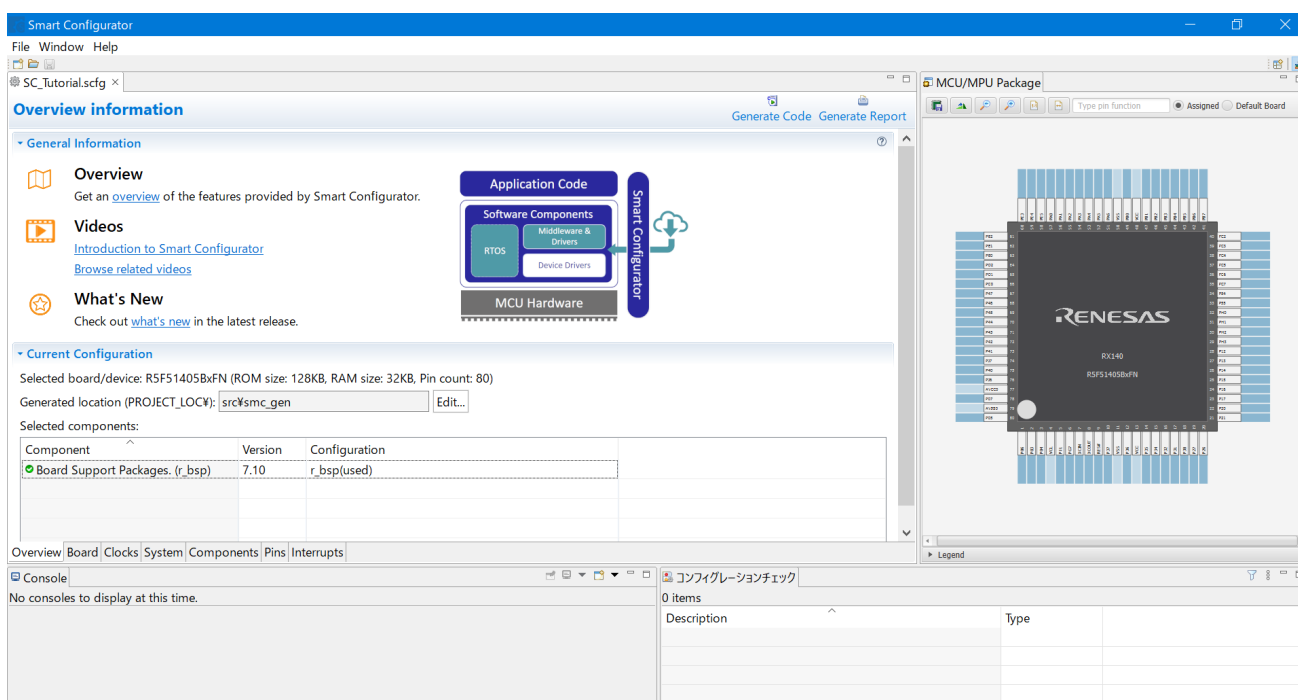 Smart Configurator
File Window Help
SC_Tutorial.scfg
Overview information
Generate Code Generate Report
General Information
Overview
Get an overview of the features provided by Smart Configurator.
Videos
Introduction to Smart Configurator
Browse related videos
What's New
Check out what's new in the latest release.
Application Code
Software Components
RTOS
Middleware &
Drivers
Device Drivers
MCU Hardware
Smart Configurator
Current Configuration
Selected board/device: R5F51405BxFN (ROM size: 128KB, RAM size: 32KB, Pin count: 80)
Generated location (PROJECT_LOC¥): src¥smc_gen Edit...
Selected components:
Component Version Configuration
Board Support Packages. (r_bsp) 7.10 r_bsp(used)
Overview Board Clocks System Components Pins Interrupts
MCU/MPU Package
Type pin function Assigned Default Board
RENESAS
RX140
R5F51405BxFN
Legend
Console
No consoles to display at this time.
コンフィグレーションチェック
0 items
Description Type